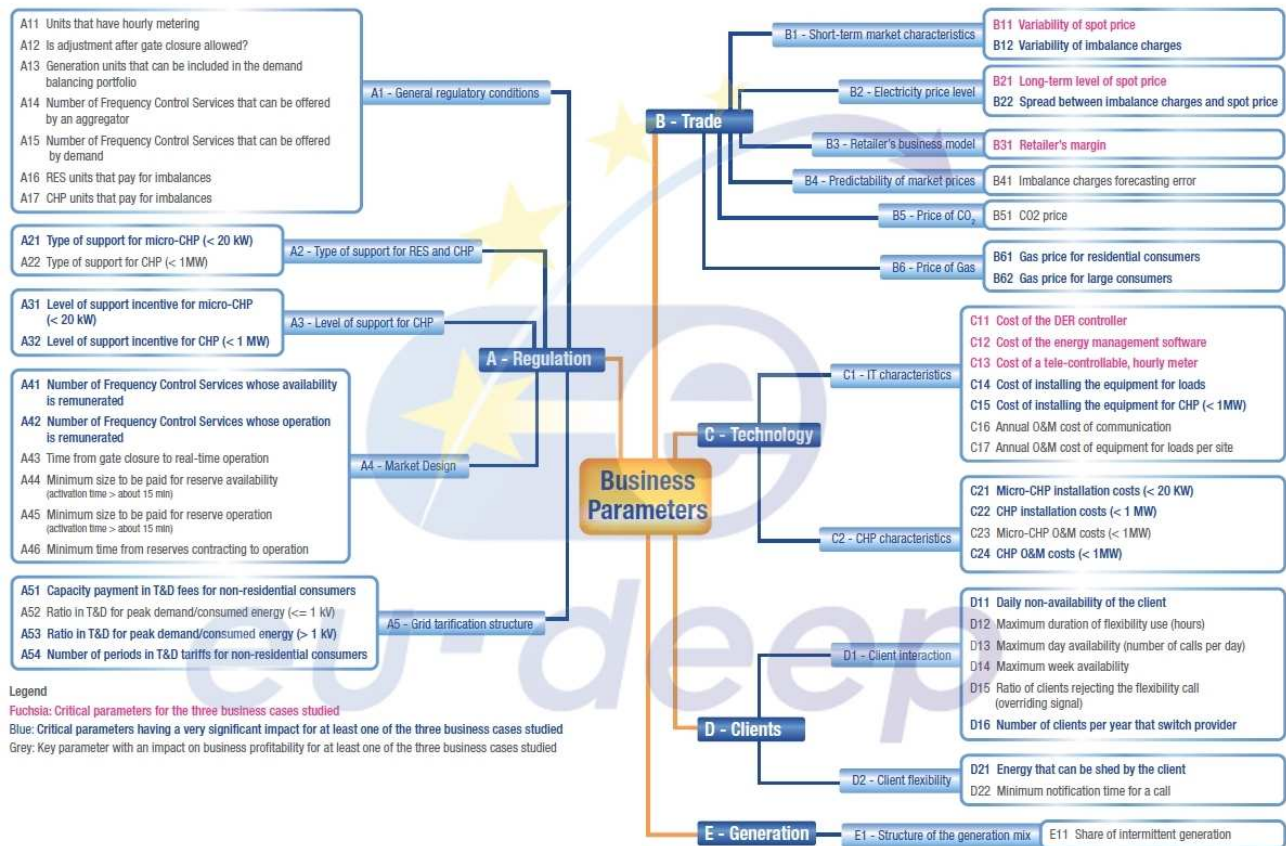 A11 Units that have hourly metering
A12 Is adjustment after gate closure allowed?
A13 Generation units that can be included in the demand
balancing portfolio
A14 Number of Frequency Control Services that can be offered
by an aggregator
A15 Number of Frequency Control Services that can be offered
by demand
A16 RES units that pay for imbalances
A17 CHP units that pay for imbalances
A1 - General regulatory conditions
A21 Type of support for micro-CHP (< 20 kW)
A22 Type of support for CHP (< 1MW)
A2 - Type of support for RES and CHP
A31 Level of support incentive for micro-CHP
(< 20 kW)
A32 Level of support incentive for CHP (< 1 MW)
A3 - Level of support for CHP
A - Regulation
A41 Number of Frequency Control Services whose availability
is remunerated
A42 Number of Frequency Control Services whose operation
is remunerated
A43 Time from gate closure to real-time operation
A44 Minimum size to be paid for reserve availability
(activation time > about 15 min)
A45 Minimum size to be paid for reserve operation
(activation time > about 15 min)
A46 Minimum time from reserves contracting to operation
A4 - Market Design
A51 Capacity payment in T&D fees for non-residential consumers
A52 Ratio in T&D for peak demand/consumed energy (<= 1 kV)
A53 Ratio in T&D for peak demand/consumed energy (> 1 kV)
A54 Number of periods in T&D tariffs for non-residential consumers
A5 - Grid tarification structure
Legend
Fuchsia: Critical parameters for the three business cases studied
Blue: Critical parameters having a very significant impact for at least one of the three business cases studied
Grey: Key parameter with an impact on business profitability for at least one of the three business cases studied
Business
Parameters
eu-deep
B - Trade
B1 - Short-term market characteristics
B11 Variability of spot price
B12 Variability of imbalance charges
B2 - Electricity price level
B21 Long-term level of spot price
B22 Spread between imbalance charges and spot price
B3 - Retailer's business model
B31 Retailer's margin
B4 - Predictability of market prices
B41 Imbalance charges forecasting error
B5 - Price of CO₂
B51 CO2 price
B6 - Price of Gas
B61 Gas price for residential consumers
B62 Gas price for large consumers
C - Technology
C1 - IT characteristics
C11 Cost of the DER controller
C12 Cost of the energy management software
C13 Cost of a tele-controllable, hourly meter
C14 Cost of installing the equipment for loads
C15 Cost of installing the equipment for CHP (< 1MW)
C16 Annual O&M cost of communication
C17 Annual O&M cost of equipment for loads per site
C2 - CHP characteristics
C21 Micro-CHP installation costs (< 20 KW)
C22 CHP installation costs (< 1 MW)
C23 Micro-CHP O&M costs (< 1MW)
C24 CHP O&M costs (< 1MW)
D - Clients
D1 - Client interaction
D11 Daily non-availability of the client
D12 Maximum duration of flexibility use (hours)
D13 Maximum day availability (number of calls per day)
D14 Maximum week availability
D15 Ratio of clients rejecting the flexibility call
(overriding signal)
D16 Number of clients per year that switch provider
D2 - Client flexibility
D21 Energy that can be shed by the client
D22 Minimum notification time for a call
E - Generation
E1 - Structure of the generation mix
E11 Share of intermittent generation